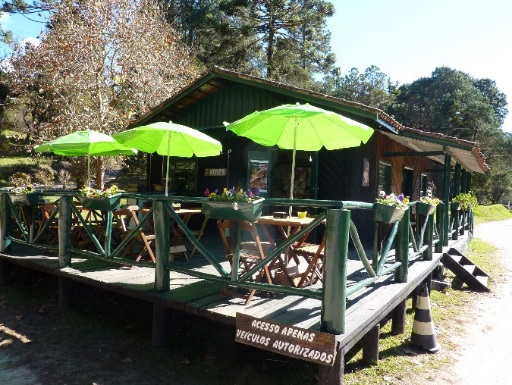 ACESSO APENAS
VEÍCULOS AUTORIZADOS